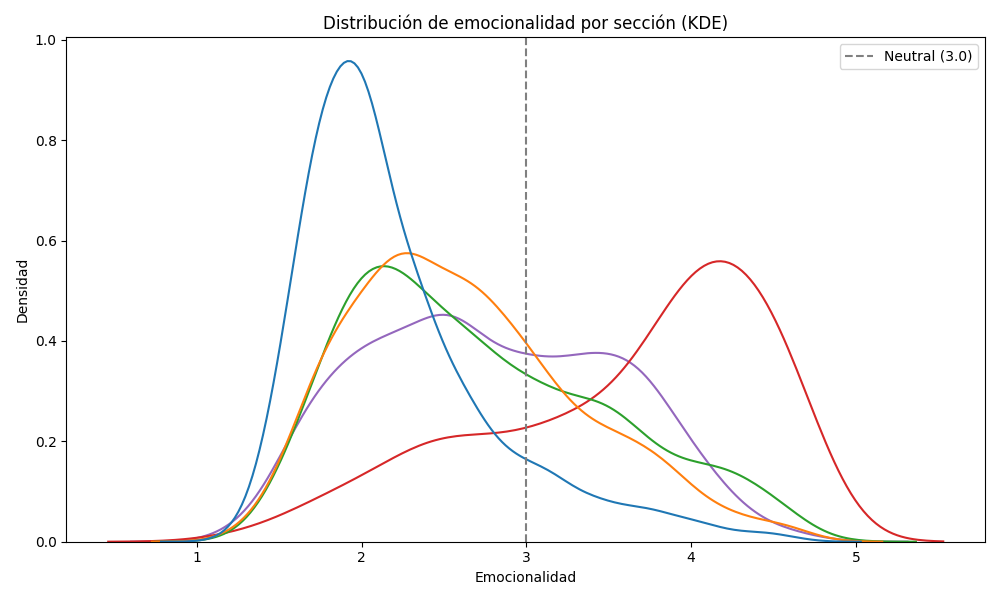 Distribución de emocionalidad por sección (KDE)
Neutral (3.0)
Densidad
1.0
0.8
0.6
0.4
0.2
0.0
1 2 3 4 5
Emocionalidad